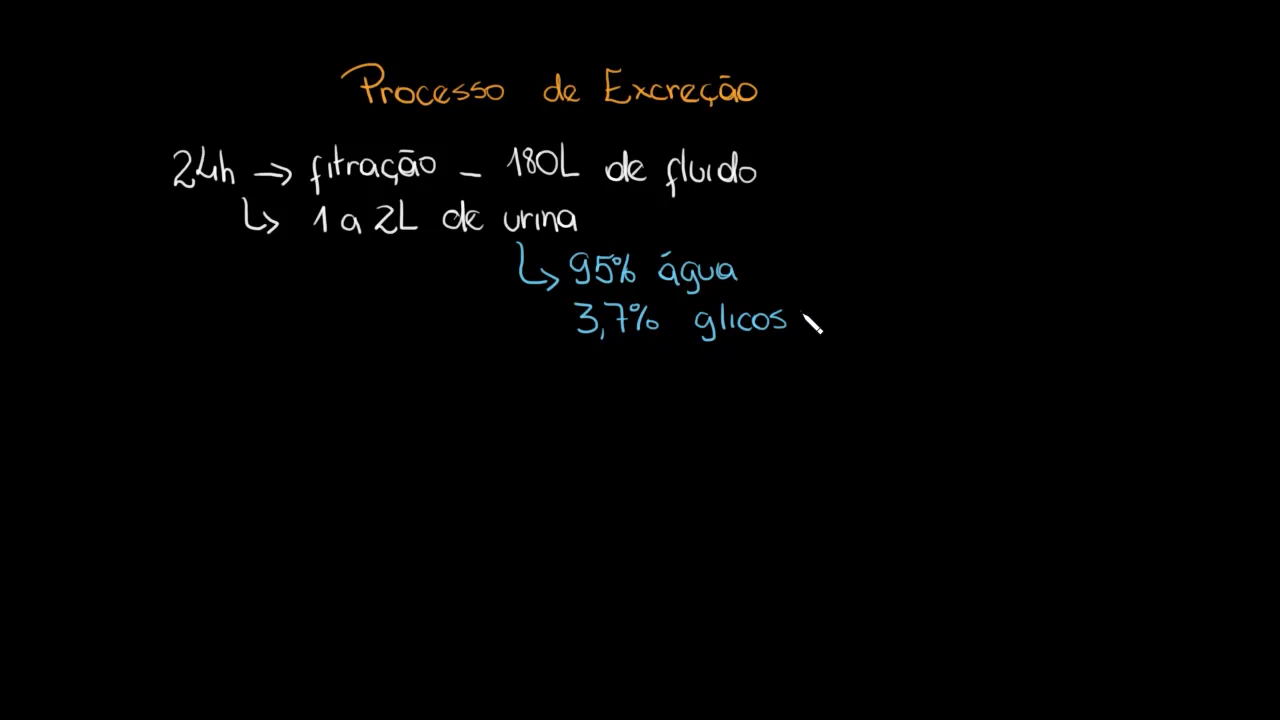 Processo de Excreção
24h → fitração - 180L de fluido
↳ 1 a 2L de urina
↳ 95% água
3,7% glicos